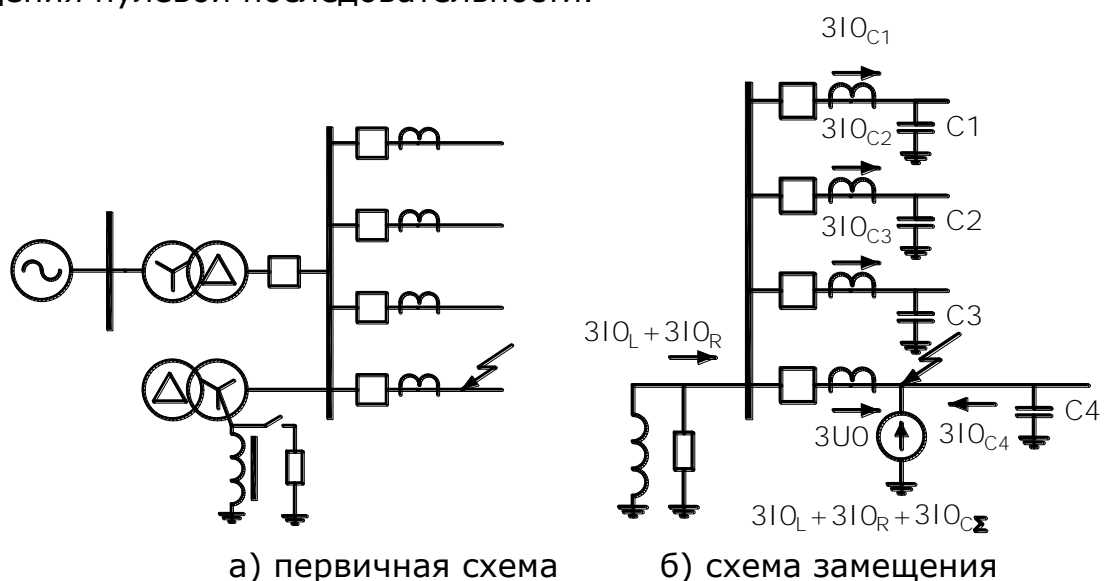 дения нулевой последовательности.
3I0C1
3I0C2
C1
3I0C3
C2
C3
3I0L+3I0R
3U0
3I0C4
C4
3I0L+3I0R+3I0CΣ
а) первичная схема
б) схема замещения